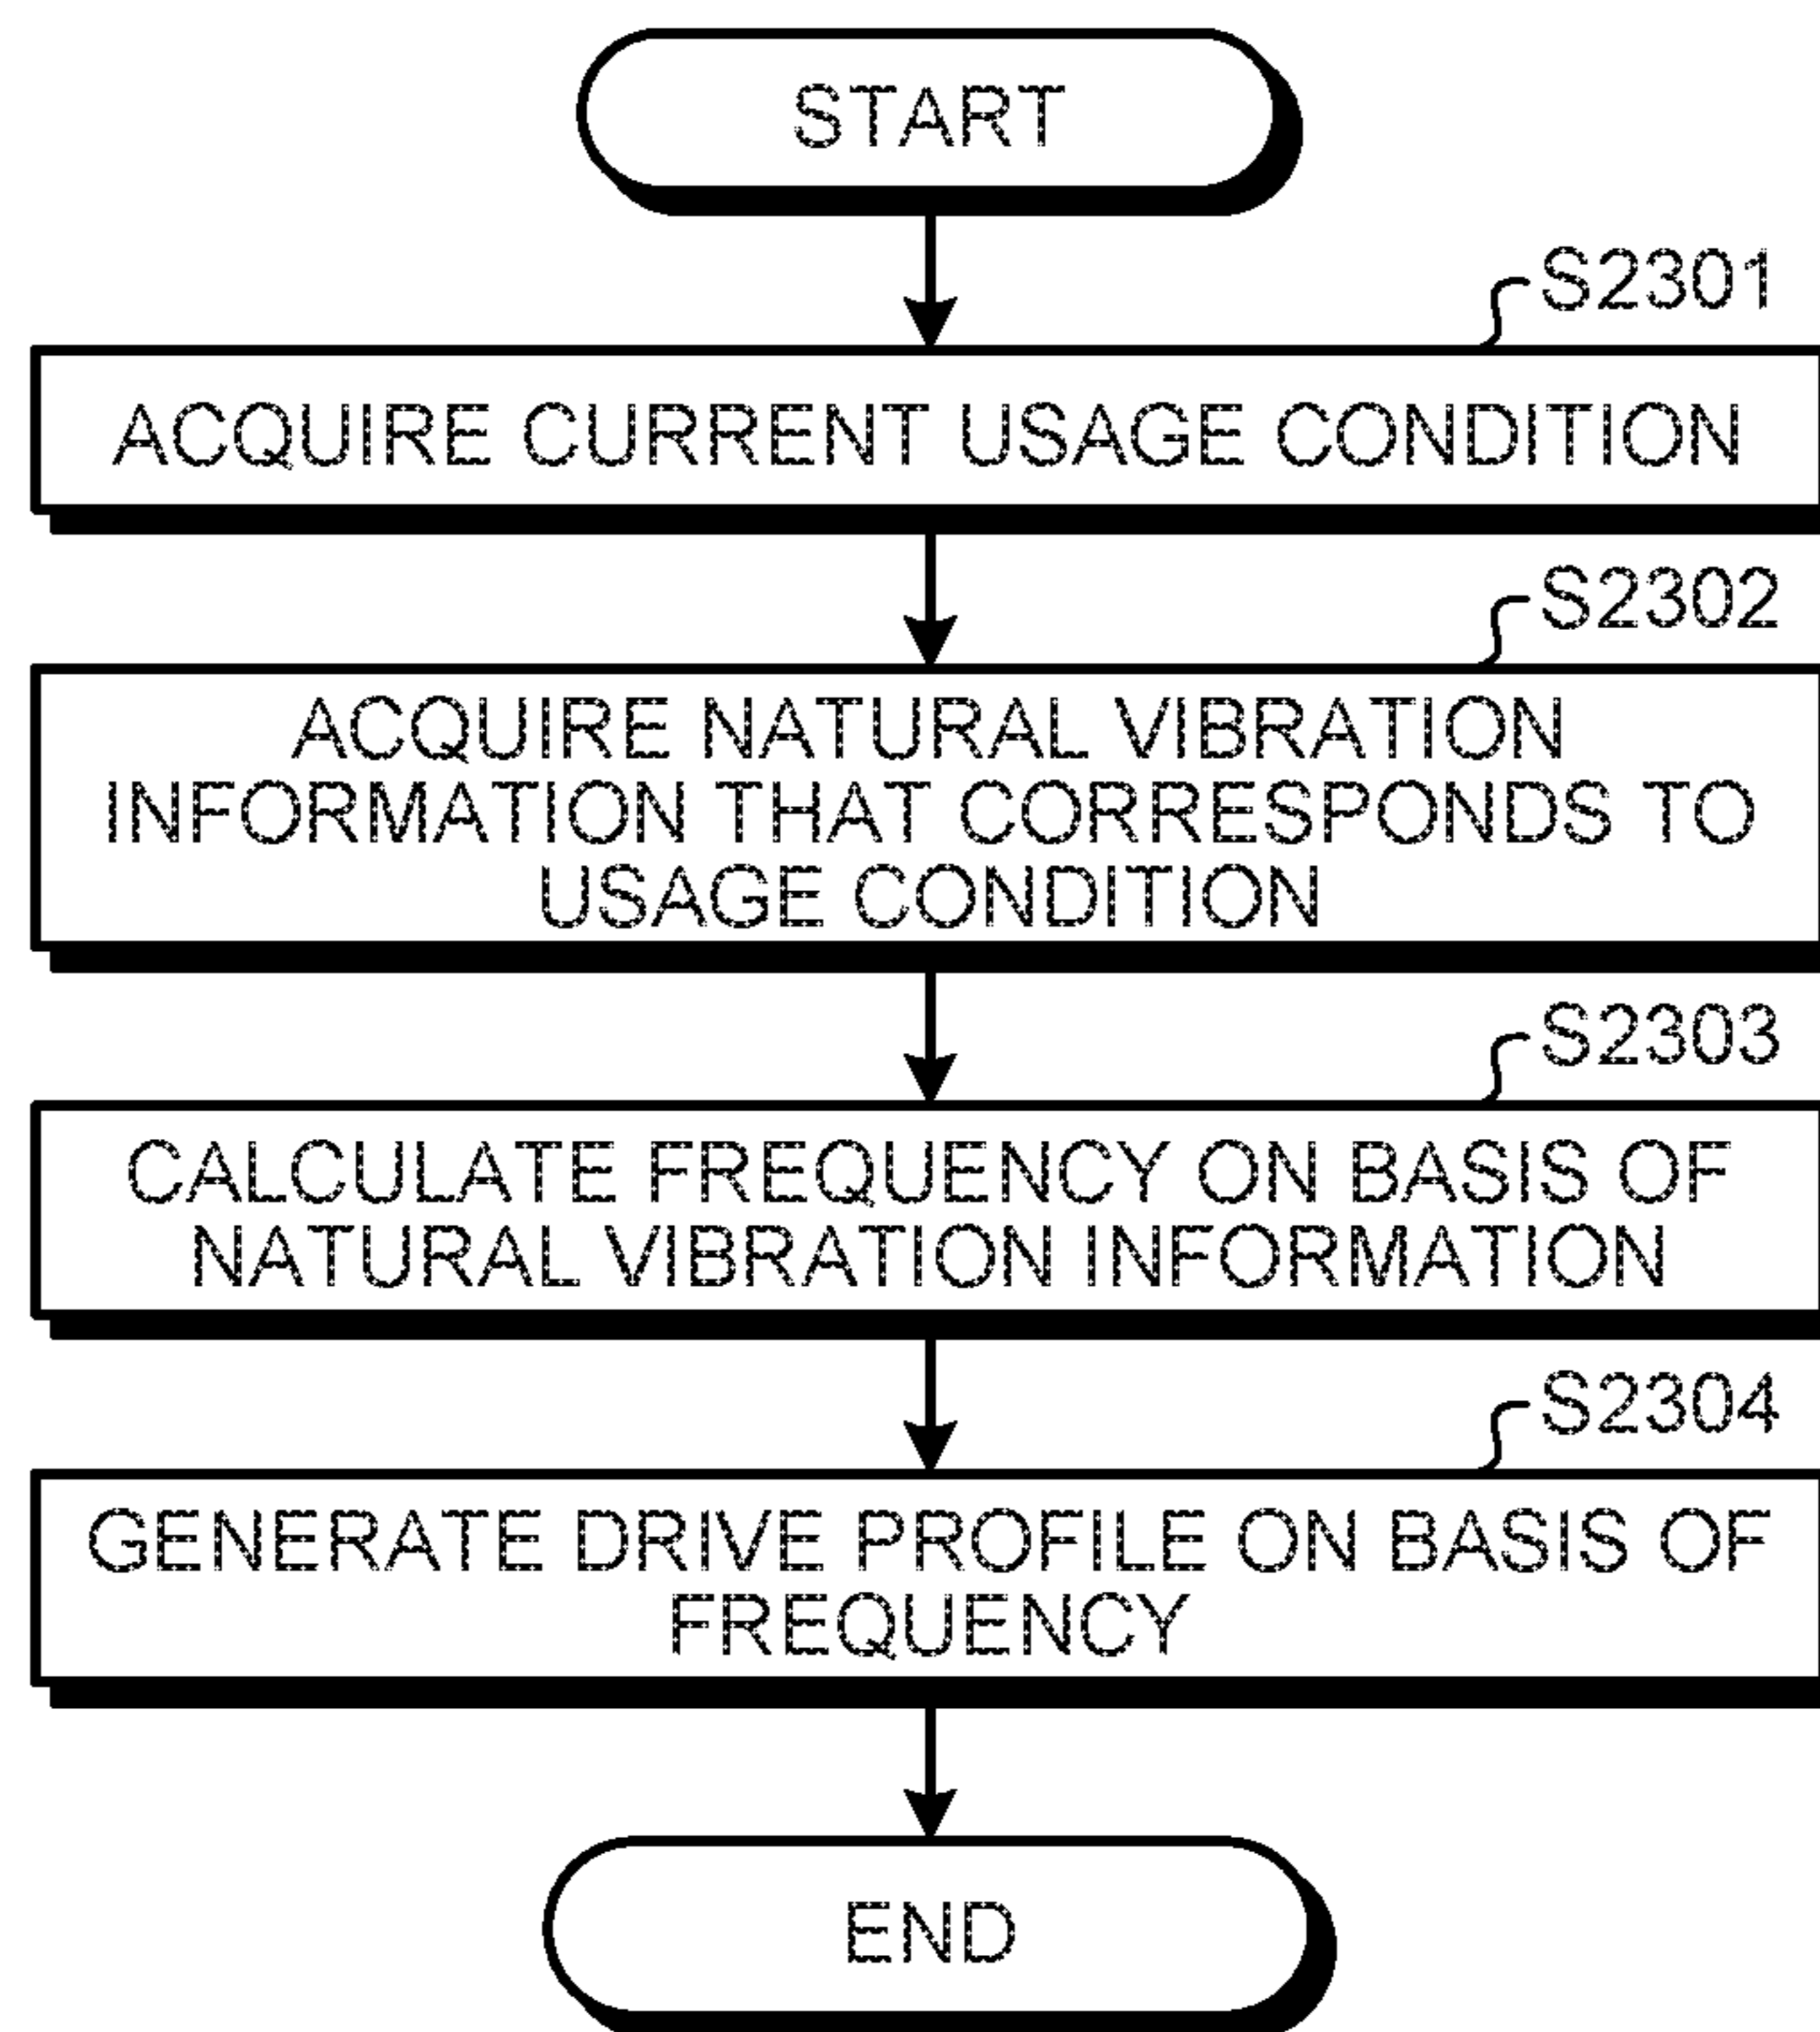 START
S2301
ACQUIRE CURRENT USAGE CONDITION
S2302
ACQUIRE NATURAL VIBRATION
INFORMATION THAT CORRESPONDS TO
USAGE CONDITION
S2303
CALCULATE FREQUENCY ON BASIS OF
NATURAL VIBRATION INFORMATION
S2304
GENERATE DRIVE PROFILE ON BASIS OF
FREQUENCY
END